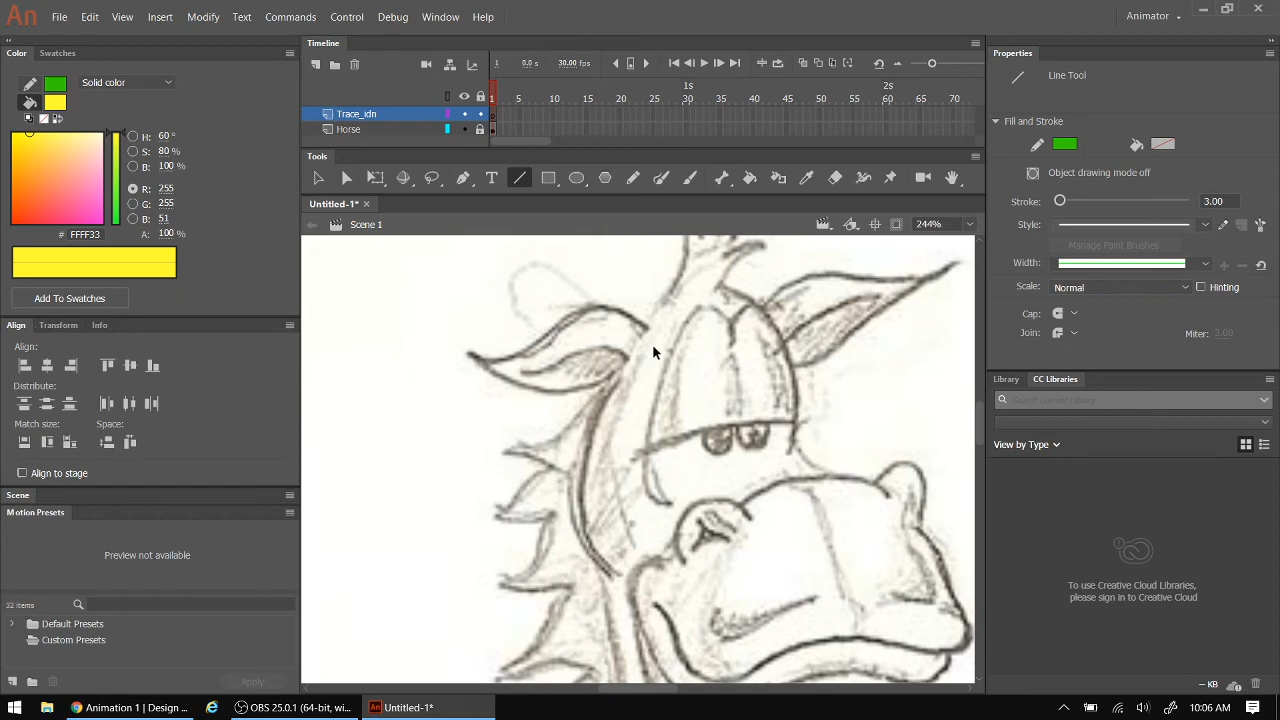 An File Edit View Insert Modify Text Commands Control Debug Window Help Animator
Color Swatches
Solid color
H: 60 °
S: 80 %
B: 100 %
R: 255
G: 255
B: 51
# FFFF33 A: 100 %
Add To Swatches
Align Transform Info
Align:
Distribute:
Match size: Space:
Align to stage
Scene
Motion Presets
Preview not available
32 items
Default Presets
Custom Presets
Apply
Timeline
1 0.0 s 30.00 fps
1s 2s
1 5 10 15 20 25 30 35 40 45 50 55 60 65 70
Trace_idn
Horse
Tools
Untitled-1* ×
Scene 1 244%
Properties
Line Tool
Fill and Stroke
Object drawing mode off
Stroke: 3.00
Style:
Manage Paint Brushes
Width:
Scale: Normal Hinting
Cap:
Join: Miter: 3.00
Library CC Libraries
Search Current Library
View by Type
To use Creative Cloud Libraries,
please sign in to Creative Cloud
-- KB
Animation 1 | Design ... OBS 25.0.1 (64-bit, wi... An Untitled-1* 10:06 AM